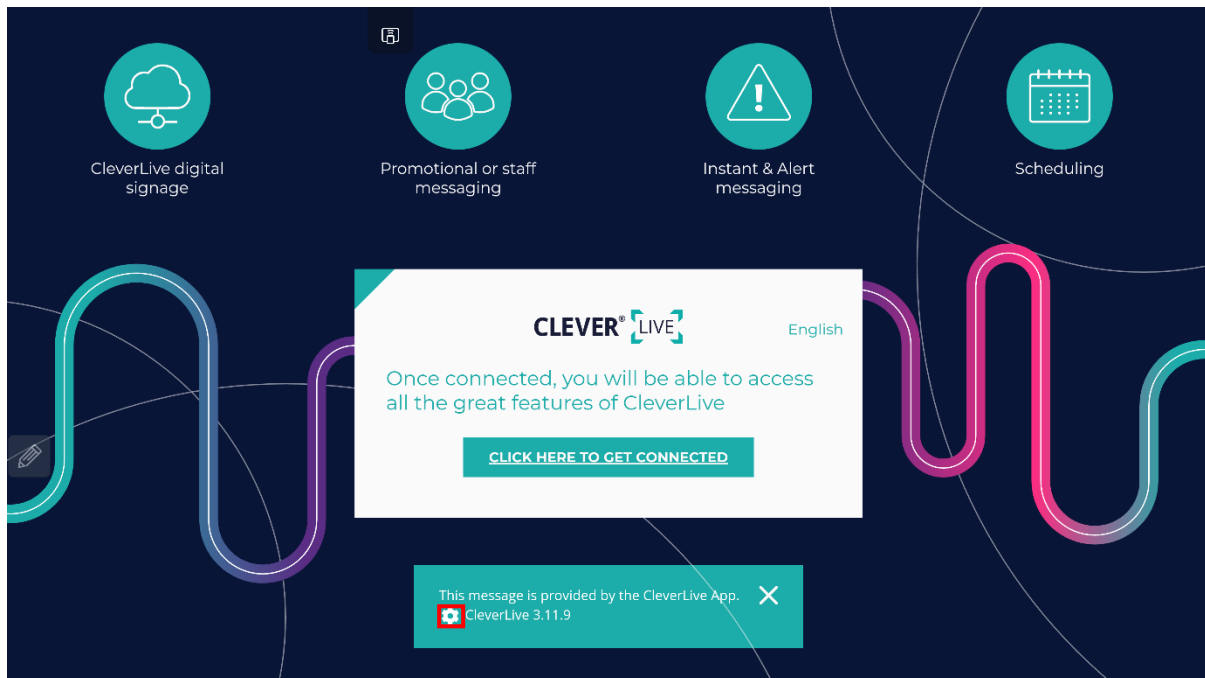 CleverLive digital
signage
Promotional or staff
messaging
Instant & Alert
messaging
Scheduling
CLEVER® LIVE
English
Once connected, you will be able to access
all the great features of CleverLive
CLICK HERE TO GET CONNECTED
This message is provided by the CleverLive App.
CleverLive 3.11.9